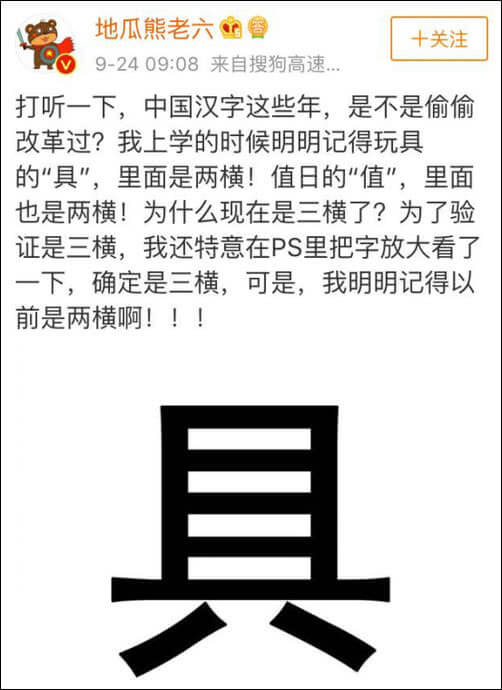 地瓜熊老六
十关注
9-24 09:08 来自搜狗高速...
打听一下，中国汉字这些年，是不是偷偷
改革过？我上学的时候明明记得玩具
的“具”，里面是两横！值日的“值”，里面
也是两横！为什么现在是三横了？为了验
证是三横，我还特意在PS里把字放大看了
一下，确定是三横，可是，我明明记得以
前是两横啊！！！
具